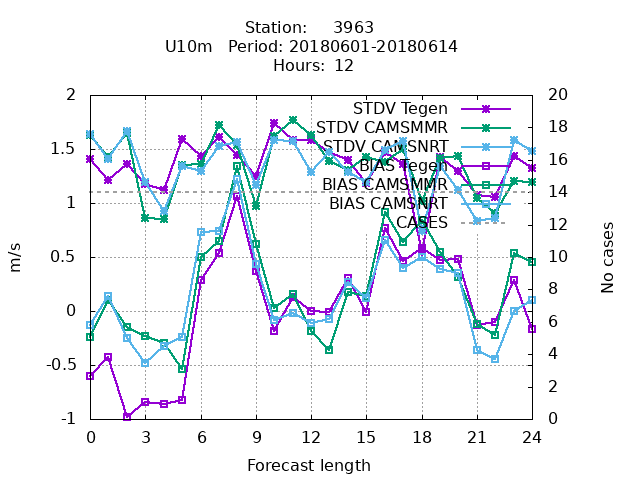 Station: 3963
U10m Period: 20180601-20180614
Hours: 12
2
1.5
1
0.5
0
-0.5
-1
20
18
16
14
12
10
8
6
4
2
0
STDV Tegen
STDV CAMSMMR
STDV CAMSNRT
BIAS Tegen
BIAS CAMSMMR
BIAS CAMSNRT
CASES
m/s
No cases
0 3 6 9 12 15 18 21 24
Forecast length